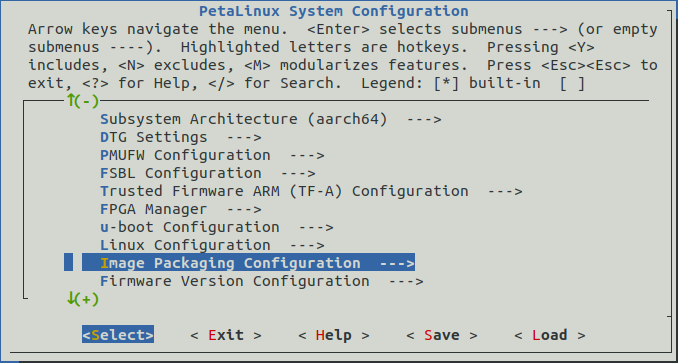 PetaLinux System Configuration
Arrow keys navigate the menu.  <Enter> selects submenus ---> (or empty
submenus ----).  Highlighted letters are hotkeys.  Pressing <Y>
includes, <N> excludes, <M> modularizes features.  Press <Esc><Esc> to
exit, <?> for Help, </> for Search.  Legend: [*] built-in  [ ]
↑(-)
Subsystem Architecture (aarch64)  --->
DTG Settings  --->
PMUFW Configuration  --->
FSBL Configuration  --->
Trusted Firmware ARM (TF-A) Configuration  --->
FPGA Manager  --->
u-boot Configuration  --->
Linux Configuration  --->
Image Packaging Configuration  --->
Firmware Version Configuration  --->
↓(+)
<Select>    < Exit >    < Help >    < Save >    < Load >